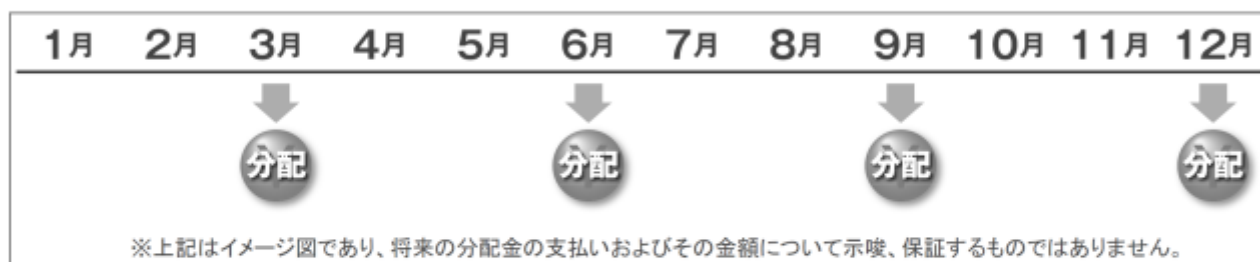 1月 2月 3月 4月 5月 6月 7月 8月 9月 10月 11月 12月
分配 分配 分配 分配
※上記はイメージ図であり、将来の分配金の支払いおよびその金額について示唆、保証するものではありません。